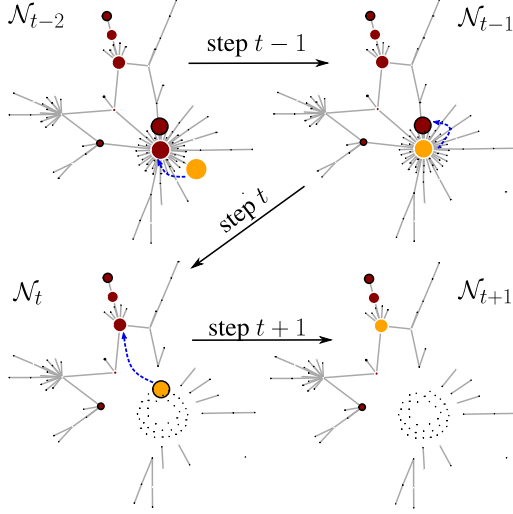 𝒩ₜ₋₂
step t − 1
𝒩ₜ₋₁
step t
𝒩ₜ
step t + 1
𝒩ₜ₊₁